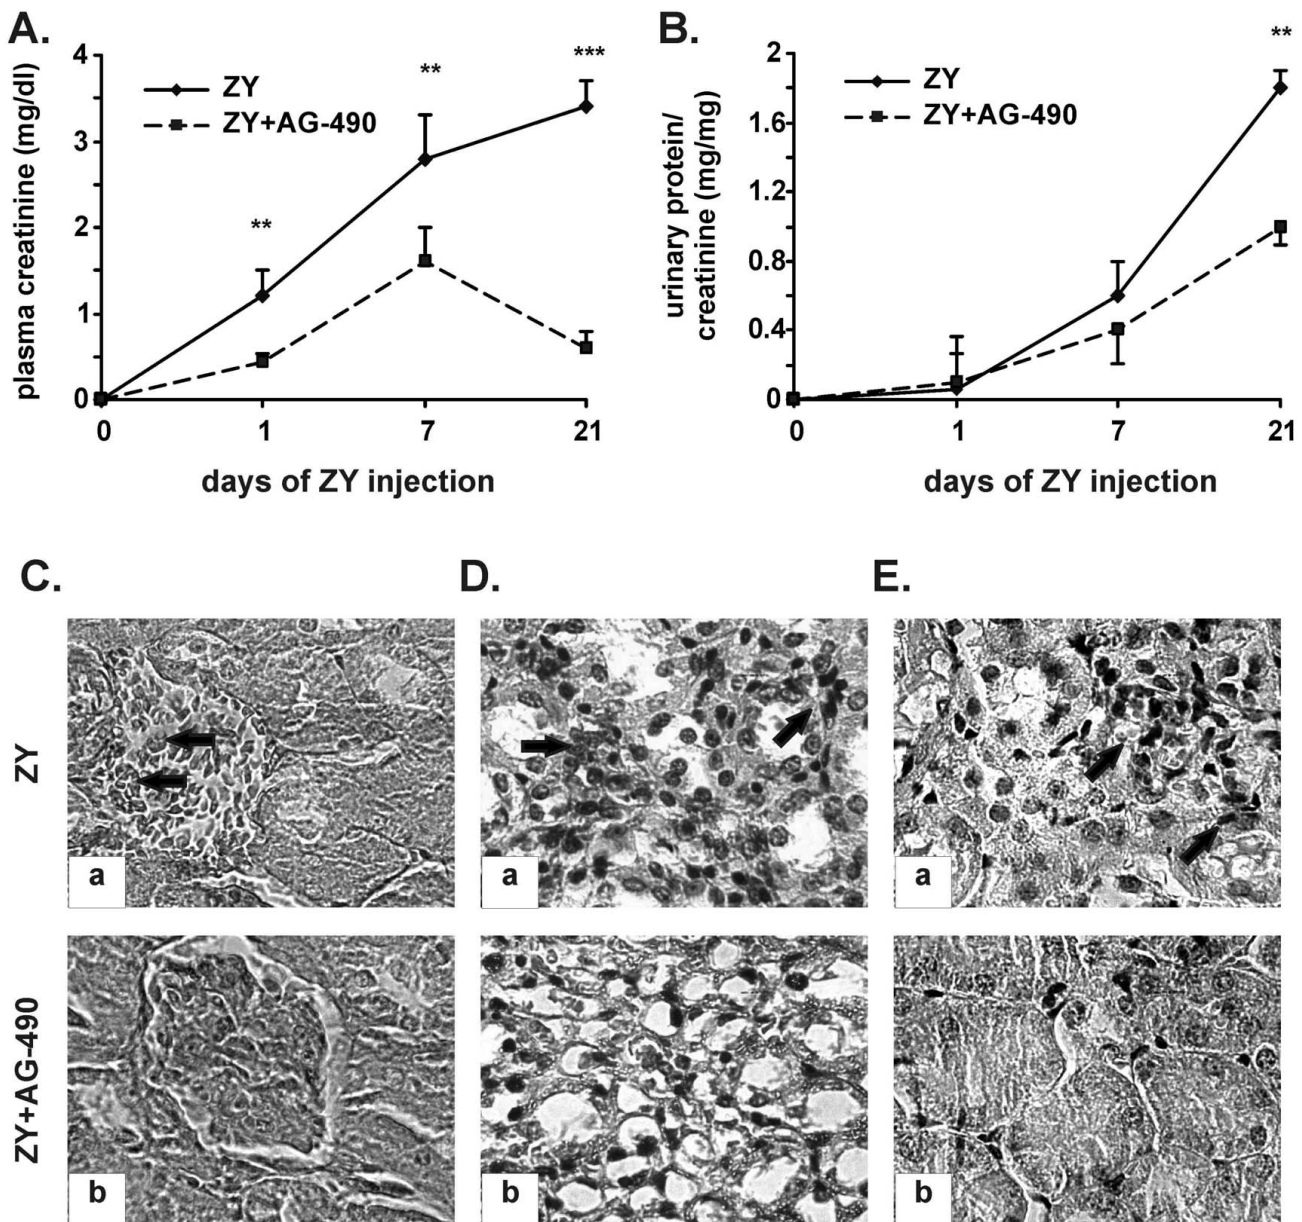 A.
plasma creatinine (mg/dl)
4
3
2
1
0
ZY
ZY+AG-490
**
**
***
0 1 7 21
days of ZY injection
B.
urinary protein/
creatinine (mg/mg)
2
1.6
1.2
0.8
0.4
0
ZY
ZY+AG-490
**
0 1 7 21
days of ZY injection
C. D. E.
ZY
a a a
ZY+AG-490
b b b